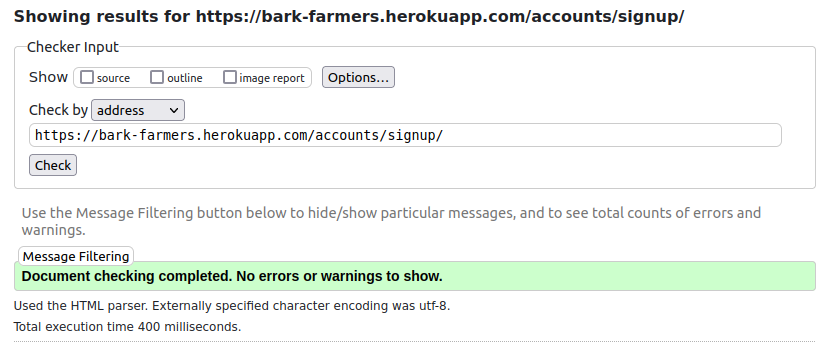 Showing results for https://bark-farmers.herokuapp.com/accounts/signup/
Checker Input
Show source outline image report Options...
Check by address
https://bark-farmers.herokuapp.com/accounts/signup/
Check
Use the Message Filtering button below to hide/show particular messages, and to see total counts of errors and
warnings.
Message Filtering
Document checking completed. No errors or warnings to show.
Used the HTML parser. Externally specified character encoding was utf-8.
Total execution time 400 milliseconds.